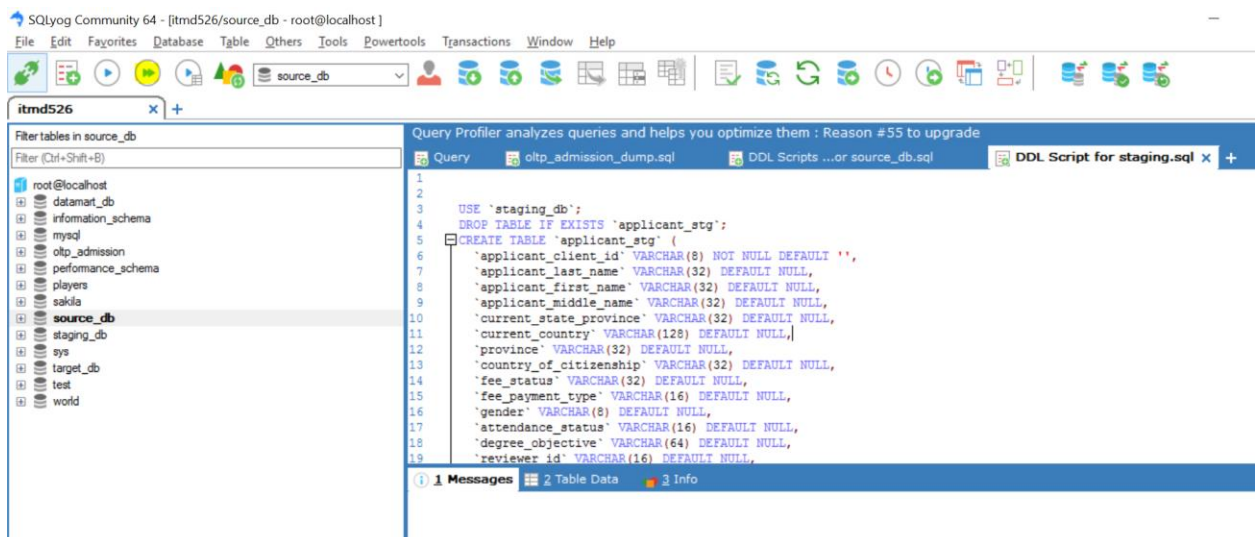 SQLyog Community 64 - [itmd526/source_db - root@localhost ]
File Edit Favorites Database Table Others Tools Powertools Transactions Window Help
source_db
itmd526 x +
Filter tables in source_db
Filter (Ctrl+Shift+B)
root@localhost
datamart_db
information_schema
mysql
oltp_admission
performance_schema
players
sakila
source_db
staging_db
sys
target_db
test
world
Query Profiler analyzes queries and helps you optimize them : Reason #55 to upgrade
Query oltp_admission_dump.sql DDL Scripts ...or source_db.sql DDL Script for staging.sql x +
1
2
3 USE `staging_db`;
4 DROP TABLE IF EXISTS `applicant_stg`;
5 CREATE TABLE `applicant_stg` (
6 `applicant_client_id` VARCHAR(8) NOT NULL DEFAULT '',
7 `applicant_last_name` VARCHAR(32) DEFAULT NULL,
8 `applicant_first_name` VARCHAR(32) DEFAULT NULL,
9 `applicant_middle_name` VARCHAR(32) DEFAULT NULL,
10 `current_state_province` VARCHAR(32) DEFAULT NULL,
11 `current_country` VARCHAR(128) DEFAULT NULL,
12 `province` VARCHAR(32) DEFAULT NULL,
13 `country_of_citizenship` VARCHAR(32) DEFAULT NULL,
14 `fee_status` VARCHAR(32) DEFAULT NULL,
15 `fee_payment_type` VARCHAR(16) DEFAULT NULL,
16 `gender` VARCHAR(8) DEFAULT NULL,
17 `attendance_status` VARCHAR(16) DEFAULT NULL,
18 `degree_objective` VARCHAR(64) DEFAULT NULL,
19 `reviewer_id` VARCHAR(16) DEFAULT NULL,
1 Messages 2 Table Data 3 Info